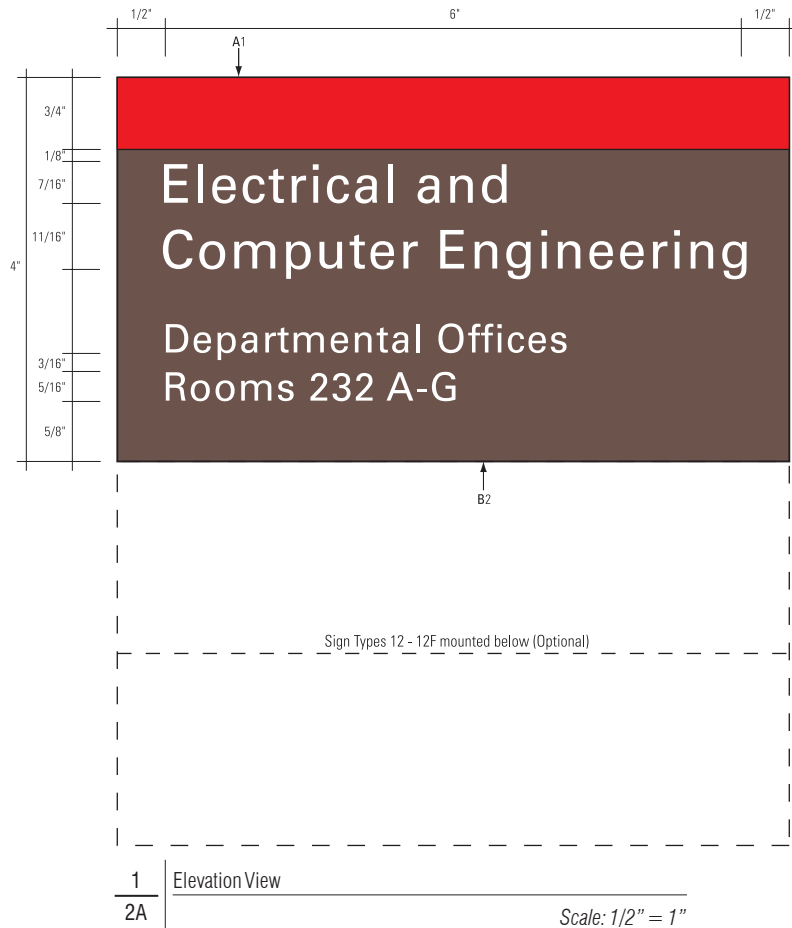 1/2" 6" 1/2"
A1
3/4"
1/8"
7/16"
11/16"
4"
3/16"
5/16"
5/8"
Electrical and
Computer Engineering
Departmental Offices
Rooms 232 A-G
B2
Sign Types 12 - 12F mounted below (Optional)
1 Elevation View
2A
Scale: 1/2” = 1”